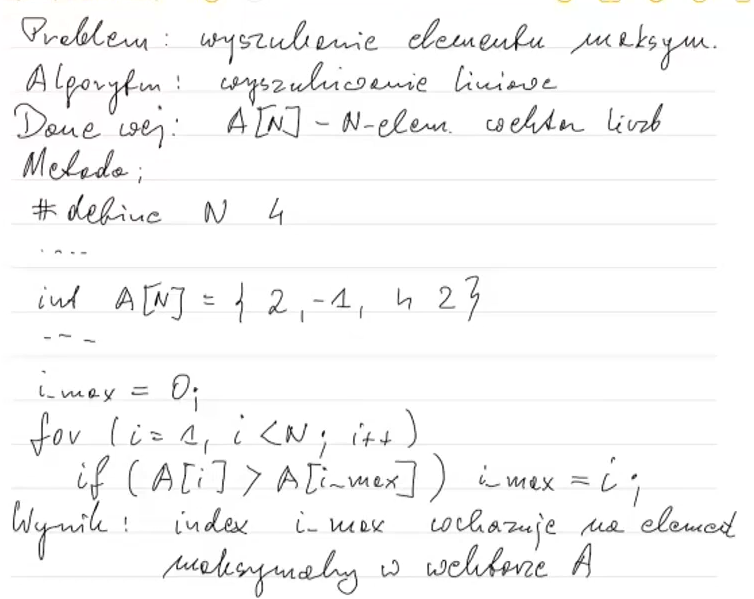 Problem: wyszukanie elementu maksym.
Algorytm: wyszukiwanie liniowe
Dane wej: A[N] - N-elem. wektor liczb
Metoda;
# define N 4
....
int A[N] = { 2, -1, 4 2}
---
i_max = 0;
for (i = 1, i < N; i++)
if (A[i] > A[i_max]) i_max = i;
Wynik: index i_max wskazuje na element
maksymalny w wektorze A